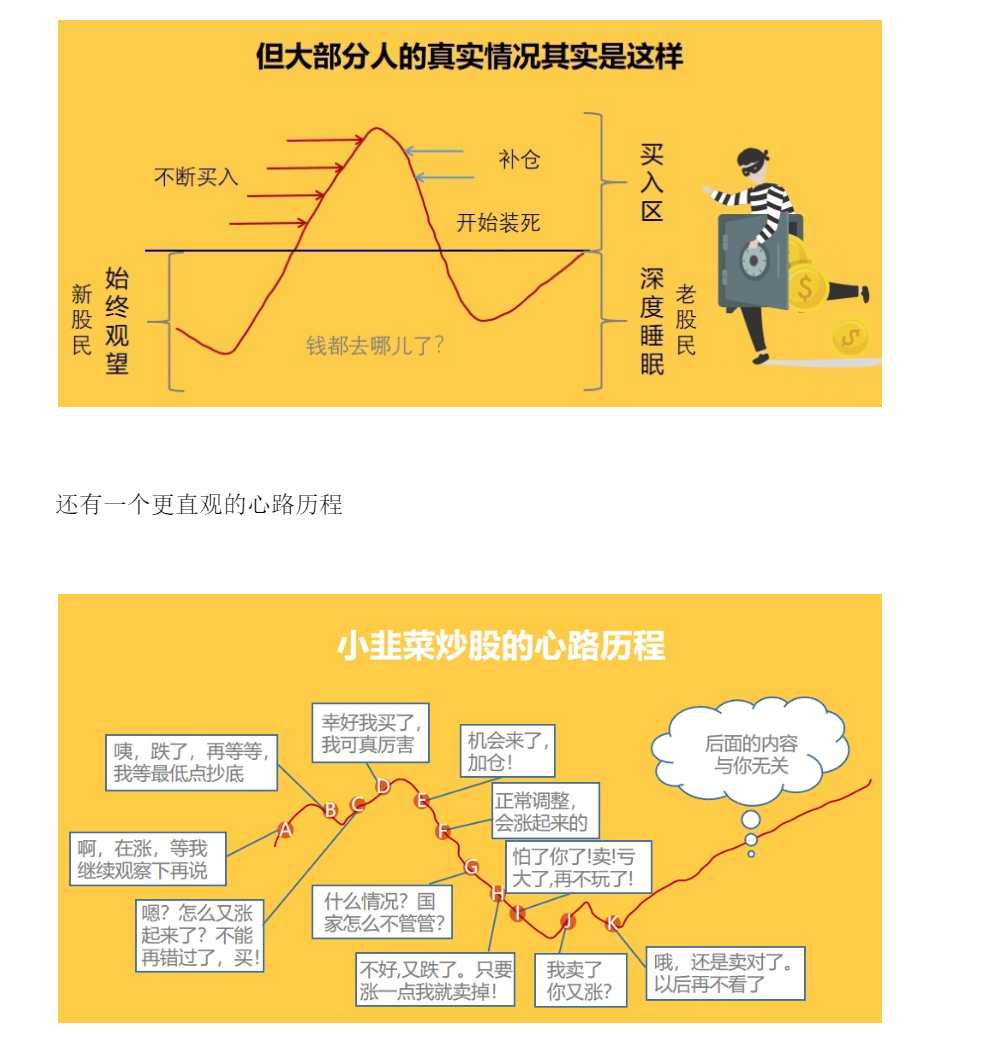 但大部分人的真实情况其实是这样
不断买入
补仓
开始装死
买入区
新股民
始终观望
深度睡眠
老股民
钱都去哪儿了?
$
$
还有一个更直观的心路历程
小韭菜炒股的心路历程
幸好我买了,
我可真厉害
机会来了,
加仓!
后面的内容
与你无关
咦,跌了,再等等,
我等最低点抄底
正常调整,
会涨起来的
啊,在涨,等我
继续观察下再说
怕了你了!卖!亏
大了,再不玩了!
嗯?怎么又涨
起来了?不能
再错过了,买!
什么情况?国
家怎么不管管?
不好,又跌了。只要
涨一点我就卖掉!
我卖了
你又涨?
哦,还是卖对了。
以后再不看了
A
B
C
D
E
F
G
H
I
J
K